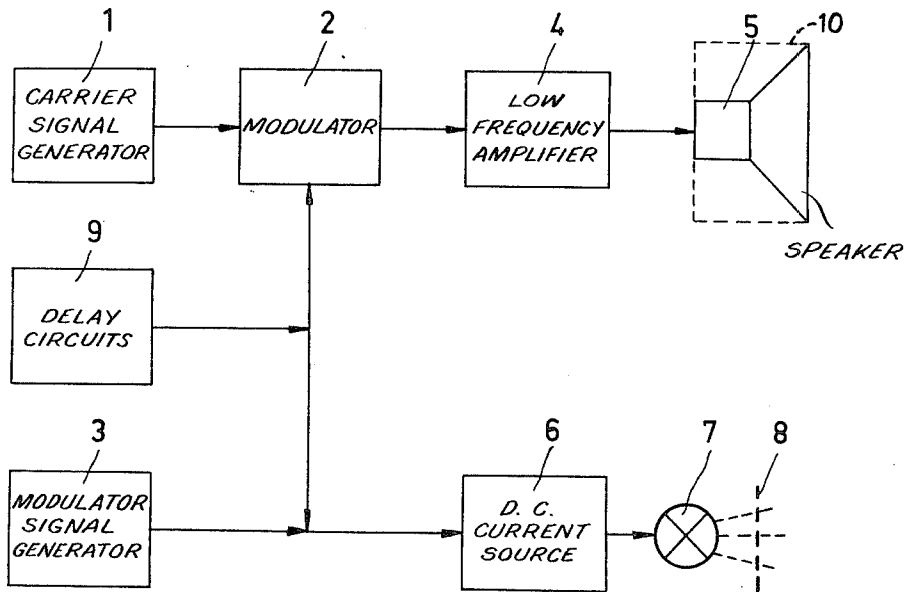 1
2
4
5
10
CARRIER
SIGNAL
GENERATOR
MODULATOR
LOW
FREQUENCY
AMPLIFIER
SPEAKER
9
DELAY
CIRCUITS
3
6
7
8
MODULATOR
SIGNAL
GENERATOR
D. C.
CURRENT
SOURCE